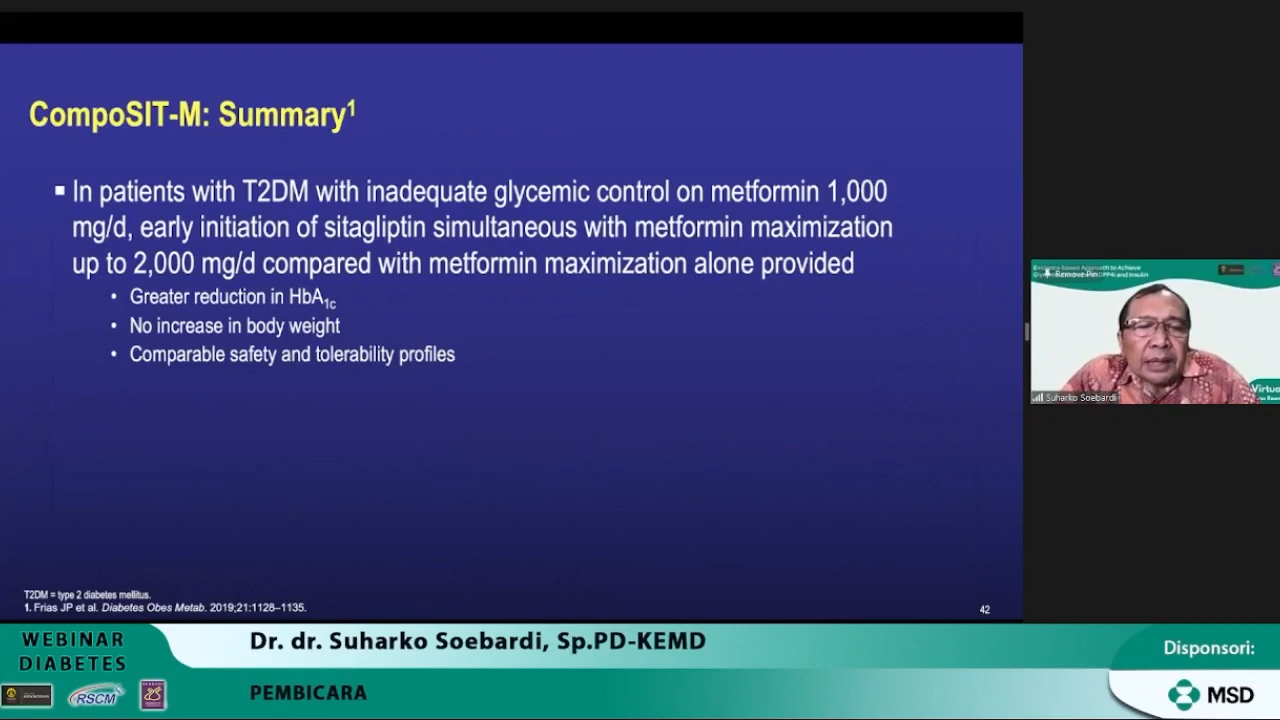 CompoSIT-M: Summary1
▪ In patients with T2DM with inadequate glycemic control on metformin 1,000
mg/d, early initiation of sitagliptin simultaneous with metformin maximization
up to 2,000 mg/d compared with metformin maximization alone provided
• Greater reduction in HbA1c
• No increase in body weight
• Comparable safety and tolerability profiles
T2DM = type 2 diabetes mellitus.
1. Frias JP et al. Diabetes Obes Metab. 2019;21:1128–1135.
42
Remove Pin
Suharko Soebardi
Virtua
WEBINAR
DIABETES
RSCM
Dr. dr. Suharko Soebardi, Sp.PD-KEMD
PEMBICARA
Disponsori:
MSD